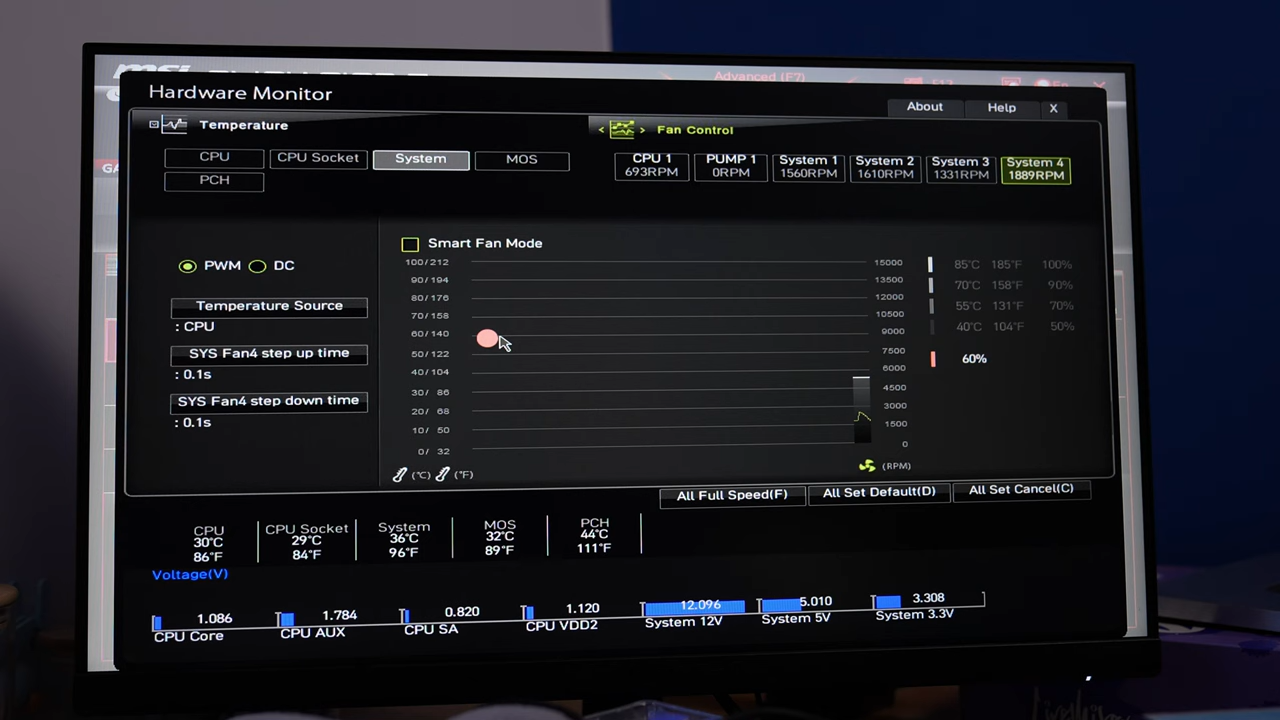 msi
Advanced (F7)
F12
En
X
Hardware Monitor
About
Help
X
Temperature
< > Fan Control
CPU
CPU Socket
System
MOS
PCH
CPU 1
693RPM
PUMP 1
0RPM
System 1
1560RPM
System 2
1610RPM
System 3
1331RPM
System 4
1889RPM
PWM
DC
Temperature Source
: CPU
SYS Fan4 step up time
: 0.1s
SYS Fan4 step down time
: 0.1s
Smart Fan Mode
100/212
90/194
80/176
70/158
60/140
50/122
40/104
30/ 86
20/ 68
10/ 50
0/ 32
(°C) (°F)
15000
13500
12000
10500
9000
7500
6000
4500
3000
1500
0
(RPM)
85°C 185°F 100%
70°C 158°F 90%
55°C 131°F 70%
40°C 104°F 50%
60%
All Full Speed(F)
All Set Default(D)
All Set Cancel(C)
CPU
30°C
86°F
CPU Socket
29°C
84°F
System
36°C
96°F
MOS
32°C
89°F
PCH
44°C
111°F
Voltage(V)
1.086
CPU Core
1.784
CPU AUX
0.820
CPU SA
1.120
CPU VDD2
12.096
System 12V
5.010
System 5V
3.308
System 3.3V